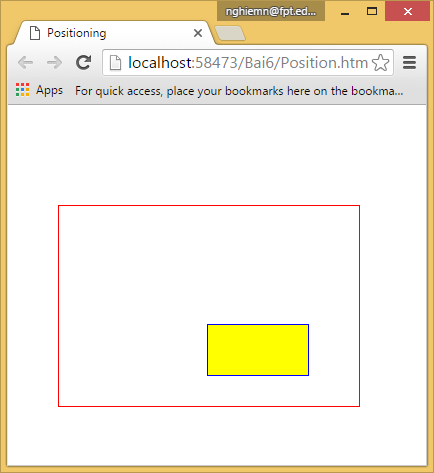 nghiemn@fpt.ed...
Positioning
localhost:58473/Bai6/Position.htm
Apps For quick access, place your bookmarks here on the bookma...